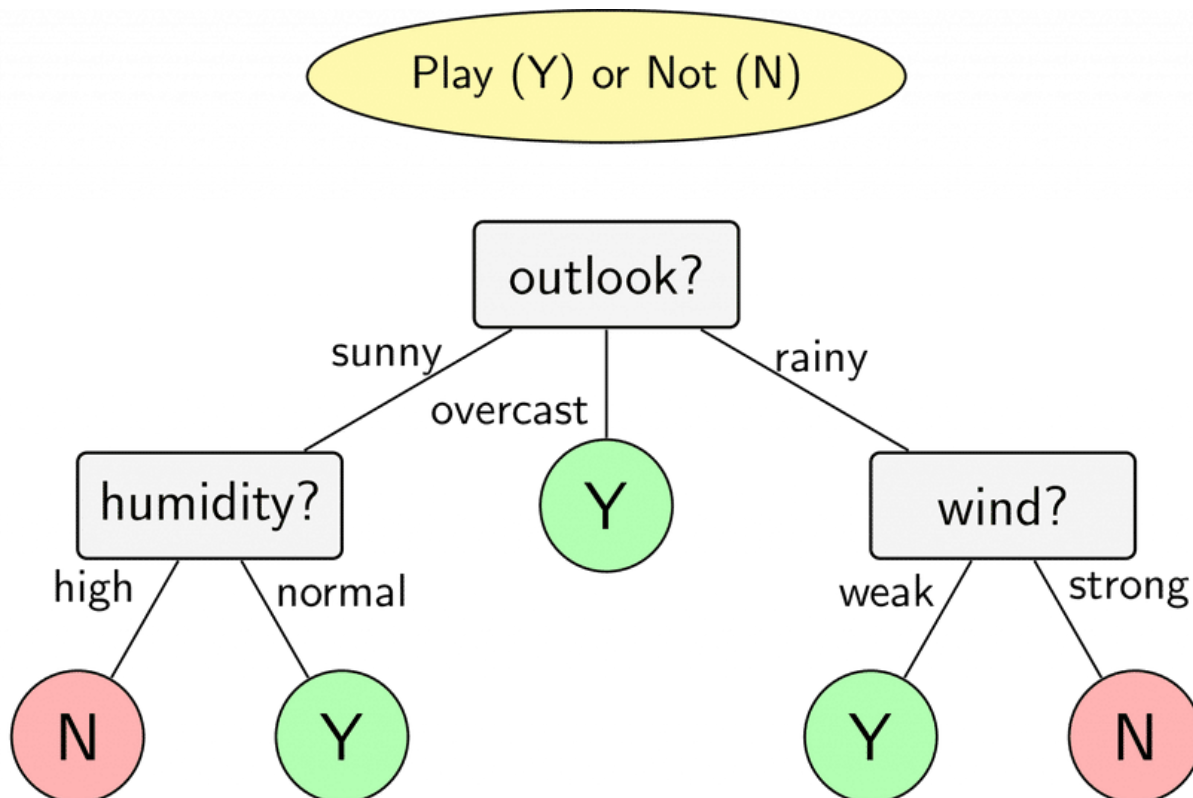 Play (Y) or Not (N)
outlook?
sunny
rainy
overcast
humidity?
Y
wind?
high
normal
weak
strong
N
Y
Y
N